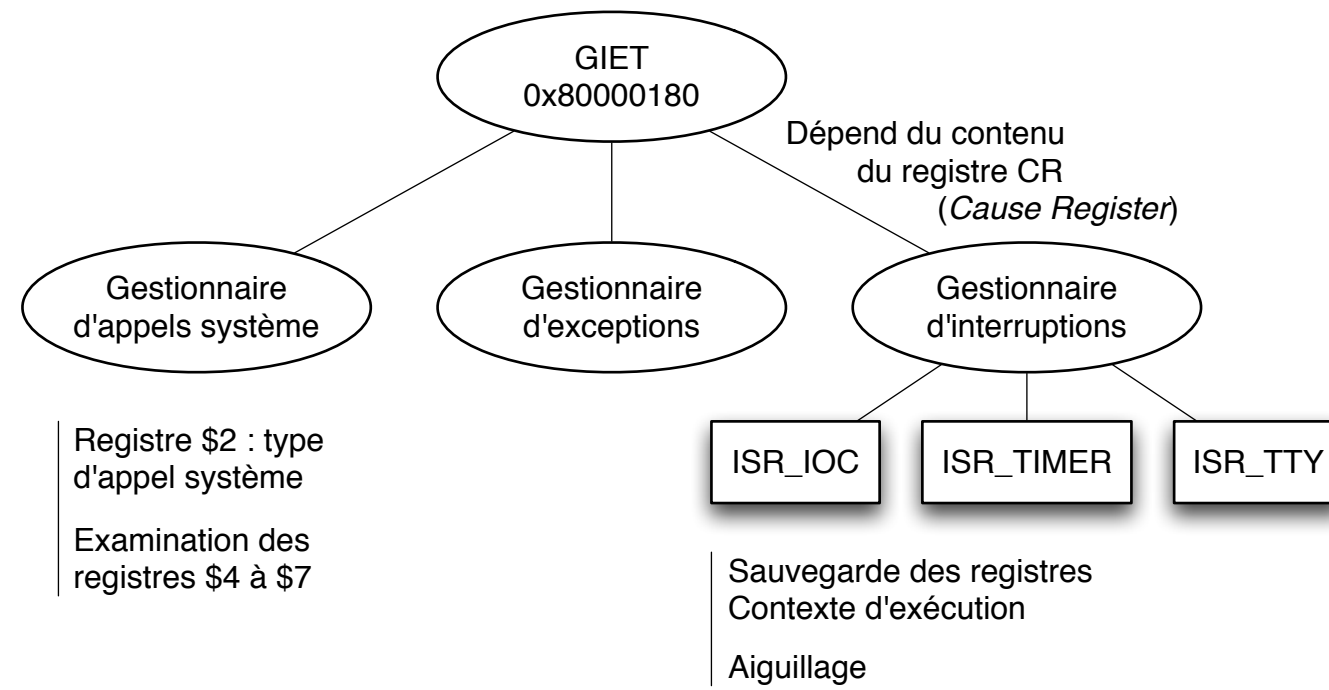 GIET
0x80000180
Dépend du contenu
du registre CR
(Cause Register)
Gestionnaire
d'appels système
Gestionnaire
d'exceptions
Gestionnaire
d'interruptions
Registre $2 : type
d'appel système
Examination des
registres $4 à $7
ISR_IOC
ISR_TIMER
ISR_TTY
Sauvegarde des registres
Contexte d'exécution
Aiguillage